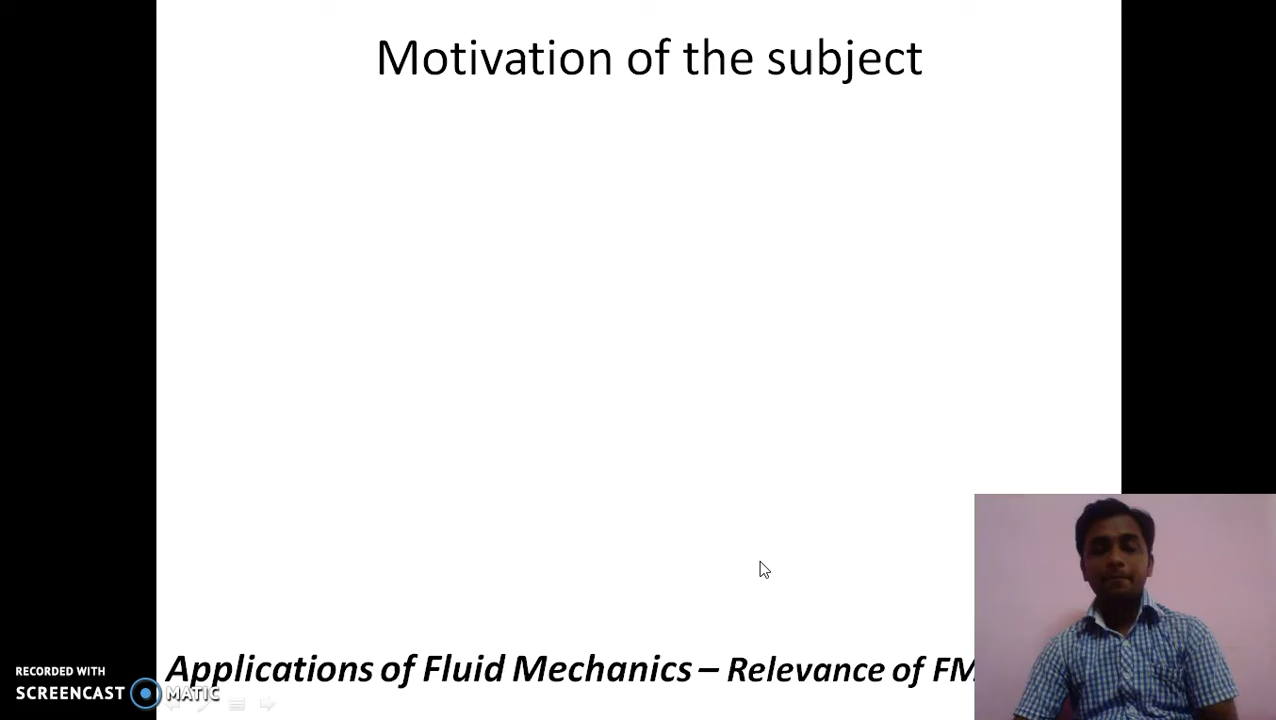 Motivation of the subject
Applications of Fluid Mechanics – Relevance of FM
RECORDED WITH
SCREENCAST MATIC